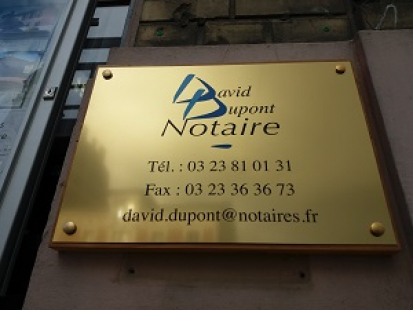 David
Dupont
Notaire
Tél. : 03 23 81 01 31
Fax : 03 23 36 36 73
david.dupont@notaires.fr